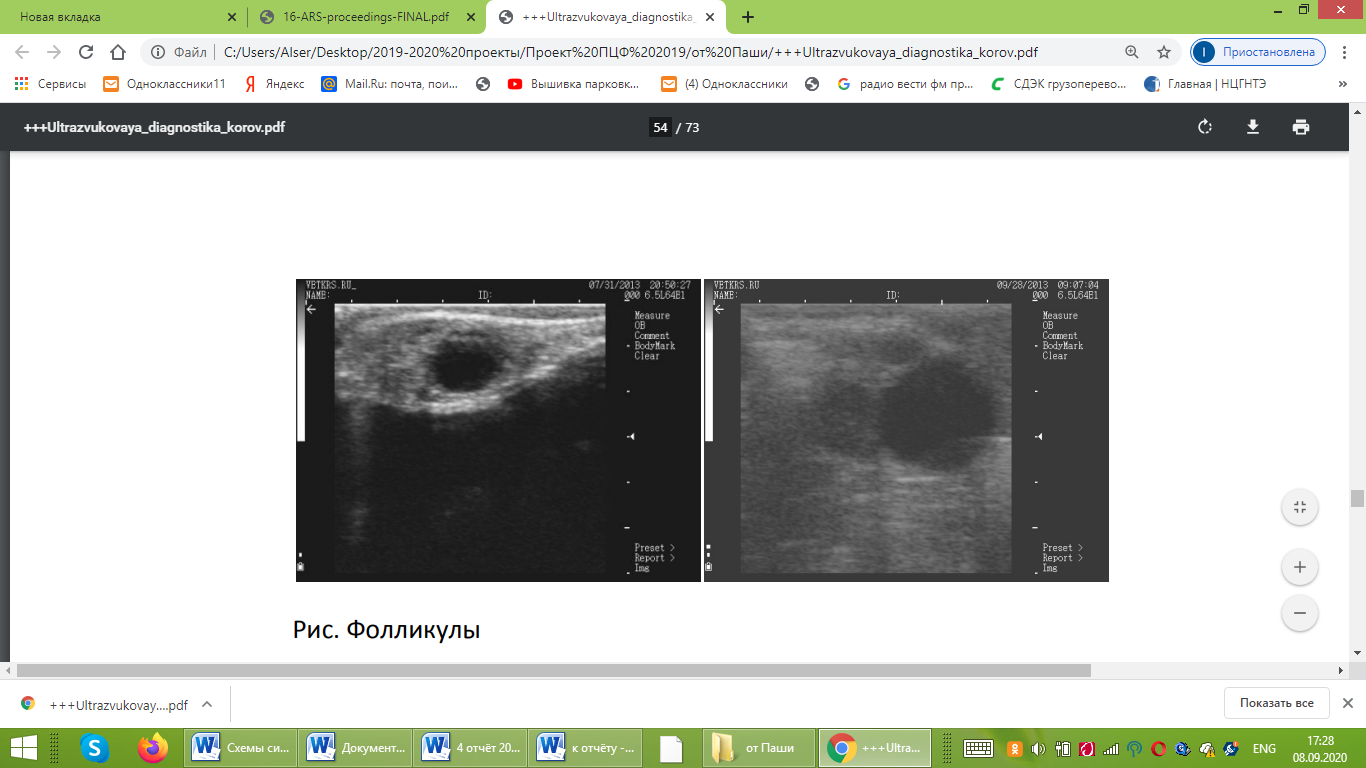 Новая вкладка
16-ARS-proceedings-FINAL.pdf
+++Ultrazvukovaya_diagnostika_
Файл
C:/Users/Alser/Desktop/2019-2020%20проекты/Проект%20ПЦФ%202019/от%20Паши/+++Ultrazvukovaya_diagnostika_korov.pdf
Приостановлена
Сервисы
Одноклассники11
Яндекс
Mail.Ru: почта, пои...
Вышивка парковк...
(4) Одноклассники
радио вести фм пр...
СДЭК грузоперево...
Главная | НЦГНТЭ
»
+++Ultrazvukovaya_diagnostika_korov.pdf
54 / 73
VETKRS.RU_ 07/31/2013 20:50:27
NAME: ID: 000 6.5L64E1
Measure
OB
Comment
BodyMark
Clear
Preset >
Report >
Img
VETKRS.RU 09/28/2013 09:07:04
NAME: ID: 000 6.5L64E1
Measure
OB
Comment
BodyMark
Clear
Preset >
Report >
Img
Рис. Фолликулы
+++Ultrazvukovay....pdf
Показать все
Схемы си...
Документ...
4 отчёт 20...
к отчёту -...
от Паши
+++Ultra...
ENG
17:28
08.09.2020